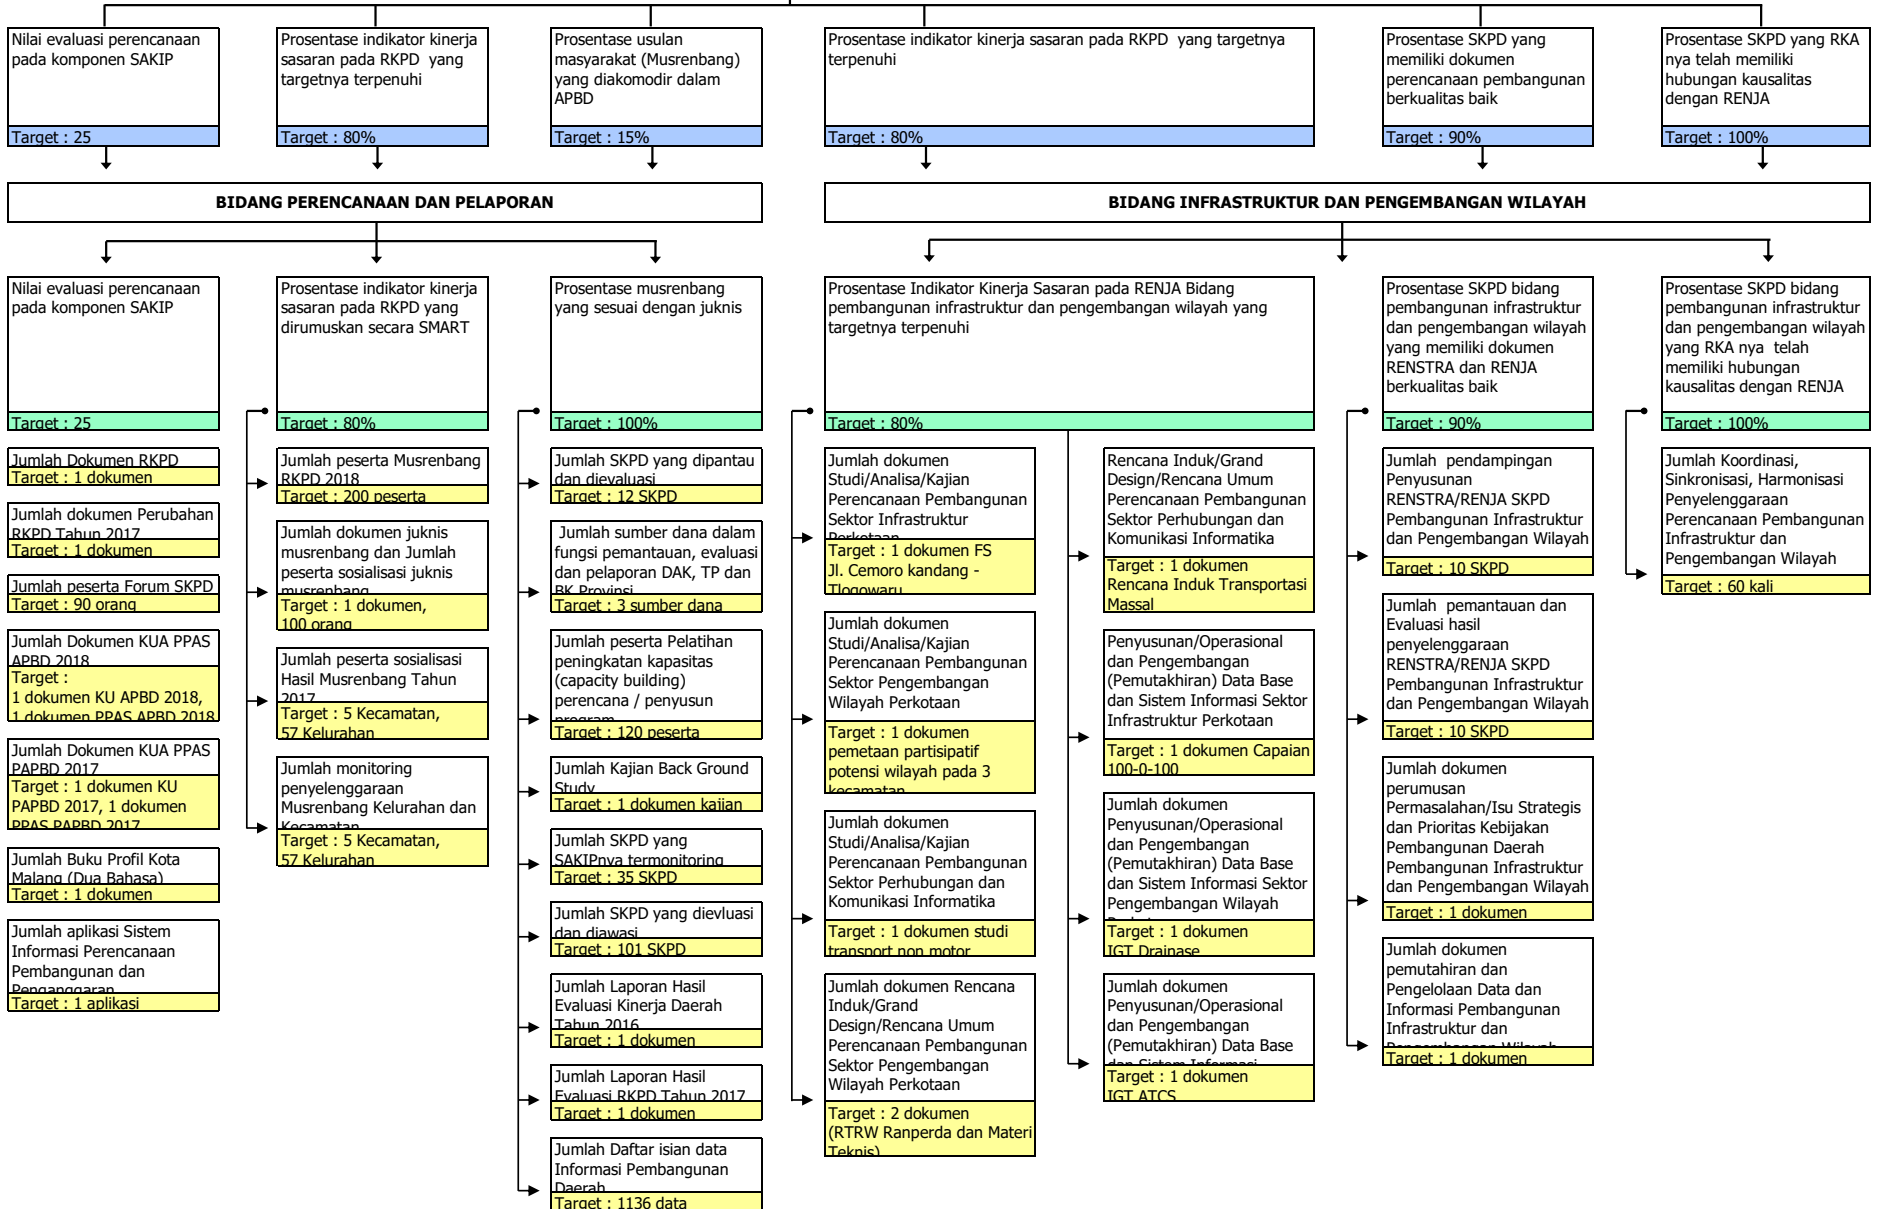 Nilai evaluasi perencanaan
pada komponen SAKIP
Target : 25
Prosentase indikator kinerja
sasaran pada RKPD  yang
targetnya terpenuhi
Target : 80%
Prosentase usulan
masyarakat (Musrenbang)
yang diakomodir dalam
APBD
Target : 15%
Prosentase indikator kinerja sasaran pada RKPD  yang targetnya
terpenuhi
Target : 80%
Prosentase SKPD yang
memiliki dokumen
perencanaan pembangunan
berkualitas baik
Target : 90%
Prosentase SKPD yang RKA
nya telah memiliki
hubungan kausalitas
dengan RENJA
Target : 100%
BIDANG PERENCANAAN DAN PELAPORAN
BIDANG INFRASTRUKTUR DAN PENGEMBANGAN WILAYAH
Nilai evaluasi perencanaan
pada komponen SAKIP
Target : 25
Prosentase indikator kinerja
sasaran pada RKPD yang
dirumuskan secara SMART
Target : 80%
Prosentase musrenbang
yang sesuai dengan juknis
Target : 100%
Prosentase Indikator Kinerja Sasaran pada RENJA Bidang
pembangunan infrastruktur dan pengembangan wilayah yang
targetnya terpenuhi
Target : 80%
Prosentase SKPD bidang
pembangunan infrastruktur
dan pengembangan wilayah
yang memiliki dokumen
RENSTRA dan RENJA
berkualitas baik
Target : 90%
Prosentase SKPD bidang
pembangunan infrastruktur
dan pengembangan wilayah
yang RKA nya  telah
memiliki hubungan
kausalitas dengan RENJA
Target : 100%
Jumlah Dokumen RKPD
Target : 1 dokumen
Jumlah dokumen Perubahan
RKPD Tahun 2017
Target : 1 dokumen
Jumlah peserta Forum SKPD
Target : 90 orang
Jumlah Dokumen KUA PPAS
APBD 2018
Target :
1 dokumen KU APBD 2018,
1 dokumen PPAS APBD 2018
Jumlah Dokumen KUA PPAS
PAPBD 2017
Target : 1 dokumen KU
PAPBD 2017, 1 dokumen
PPAS PAPBD 2017
Jumlah Buku Profil Kota
Malang (Dua Bahasa)
Target : 1 dokumen
Jumlah aplikasi Sistem
Informasi Perencanaan
Pembangunan dan
Penganggaran
Target : 1 aplikasi
Jumlah peserta Musrenbang
RKPD 2018
Target : 200 peserta
Jumlah dokumen juknis
musrenbang dan Jumlah
peserta sosialisasi juknis
musrenbang
Target : 1 dokumen,
100 orang
Jumlah peserta sosialisasi
Hasil Musrenbang Tahun
2017
Target : 5 Kecamatan,
57 Kelurahan
Jumlah monitoring
penyelenggaraan
Musrenbang Kelurahan dan
Kecamatan
Target : 5 Kecamatan,
57 Kelurahan
Jumlah SKPD yang dipantau
dan dievaluasi
Target : 12 SKPD
Jumlah sumber dana dalam
fungsi pemantauan, evaluasi
dan pelaporan DAK, TP dan
BK Provinsi
Target : 3 sumber dana
Jumlah peserta Pelatihan
peningkatan kapasitas
(capacity building)
perencana / penyusun
program
Target : 120 peserta
Jumlah Kajian Back Ground
Study
Target : 1 dokumen kajian
Jumlah SKPD yang
SAKIPnya termonitoring
Target : 35 SKPD
Jumlah SKPD yang dievluasi
dan diawasi
Target : 101 SKPD
Jumlah Laporan Hasil
Evaluasi Kinerja Daerah
Tahun 2016
Target : 1 dokumen
Jumlah Laporan Hasil
Evaluasi RKPD Tahun 2017
Target : 1 dokumen
Jumlah Daftar isian data
Informasi Pembangunan
Daerah
Target : 1136 data
Jumlah dokumen
Studi/Analisa/Kajian
Perencanaan Pembangunan
Sektor Infrastruktur
Perkotaan
Target : 1 dokumen FS
Jl. Cemoro kandang -
Tlogowaru
Jumlah dokumen
Studi/Analisa/Kajian
Perencanaan Pembangunan
Sektor Pengembangan
Wilayah Perkotaan
Target : 1 dokumen
pemetaan partisipatif
potensi wilayah pada 3
kecamatan
Jumlah dokumen
Studi/Analisa/Kajian
Perencanaan Pembangunan
Sektor Perhubungan dan
Komunikasi Informatika
Target : 1 dokumen studi
transport non motor
Jumlah dokumen Rencana
Induk/Grand
Design/Rencana Umum
Perencanaan Pembangunan
Sektor Pengembangan
Wilayah Perkotaan
Target : 2 dokumen
(RTRW Ranperda dan Materi
Teknis)
Rencana Induk/Grand
Design/Rencana Umum
Perencanaan Pembangunan
Sektor Perhubungan dan
Komunikasi Informatika
Target : 1 dokumen
Rencana Induk Transportasi
Massal
Penyusunan/Operasional
dan Pengembangan
(Pemutakhiran) Data Base
dan Sistem Informasi Sektor
Infrastruktur Perkotaan
Target : 1 dokumen Capaian
100-0-100
Jumlah dokumen
Penyusunan/Operasional
dan Pengembangan
(Pemutakhiran) Data Base
dan Sistem Informasi Sektor
Pengembangan Wilayah
Target : 1 dokumen
IGT Drainase
Jumlah dokumen
Penyusunan/Operasional
dan Pengembangan
(Pemutakhiran) Data Base
dan Sistem Informasi
Target : 1 dokumen
IGT ATCS
Jumlah  pendampingan
Penyusunan
RENSTRA/RENJA SKPD
Pembangunan Infrastruktur
dan Pengembangan Wilayah
Target : 10 SKPD
Jumlah  pemantauan dan
Evaluasi hasil
penyelenggaraan
RENSTRA/RENJA SKPD
Pembangunan Infrastruktur
dan Pengembangan Wilayah
Target : 10 SKPD
Jumlah dokumen
perumusan
Permasalahan/Isu Strategis
dan Prioritas Kebijakan
Pembangunan Daerah
Pembangunan Infrastruktur
dan Pengembangan Wilayah
Target : 1 dokumen
Jumlah dokumen
pemutahiran dan
Pengelolaan Data dan
Informasi Pembangunan
Infrastruktur dan
Pengembangan Wilayah
Target : 1 dokumen
Jumlah Koordinasi,
Sinkronisasi, Harmonisasi
Penyelenggaraan
Perencanaan Pembangunan
Infrastruktur dan
Pengembangan Wilayah
Target : 60 kali